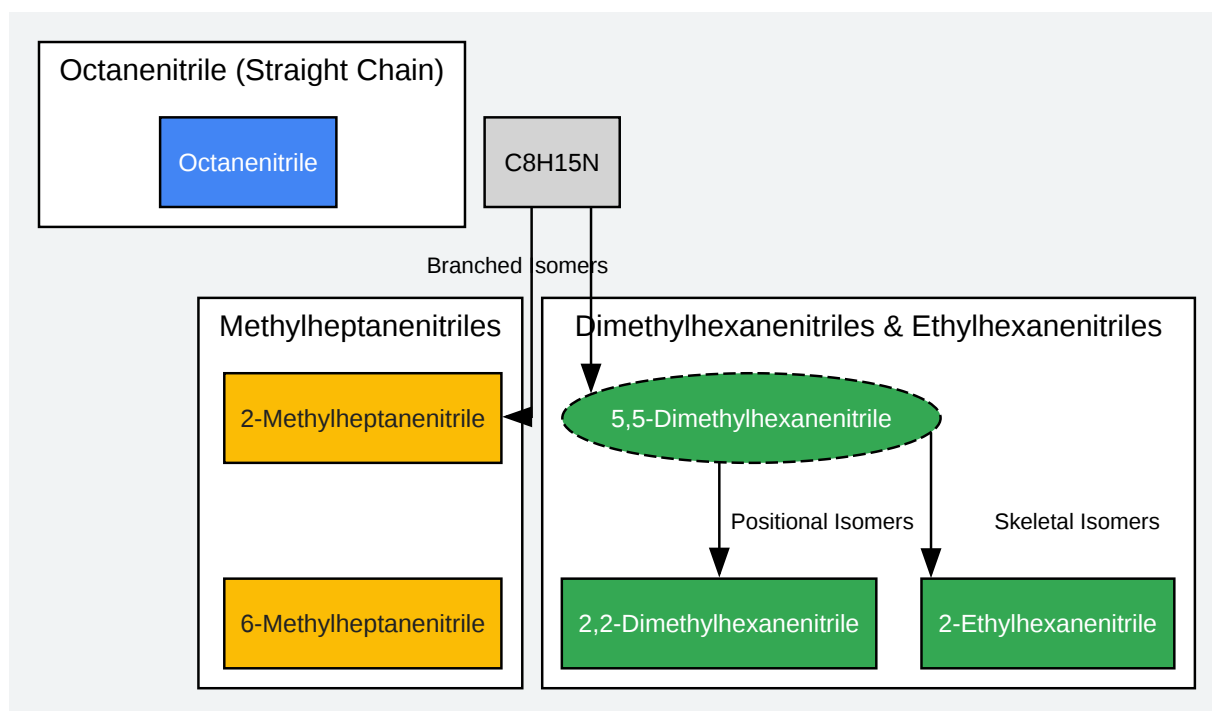 Octanenitrile (Straight Chain)
Octanenitrile
C8H15N
Branched Isomers
Methylheptanenitriles
Dimethylhexanenitriles & Ethylhexanenitriles
2-Methylheptanenitrile
5,5-Dimethylhexanenitrile
Positional Isomers
Skeletal Isomers
6-Methylheptanenitrile
2,2-Dimethylhexanenitrile
2-Ethylhexanenitrile